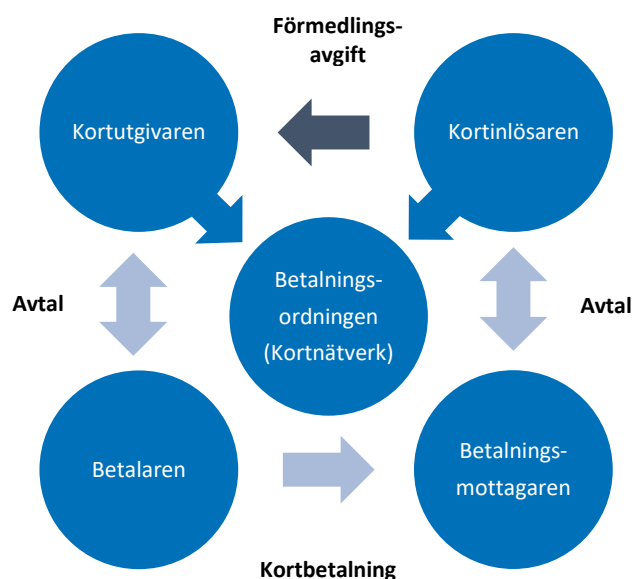 Förmedlings-
avgift
Kortutgivaren
Kortinlösaren
Betalnings-
ordningen
(Kortnätverk)
Avtal
Avtal
Betalaren
Betalnings-
mottagaren
Kortbetalning